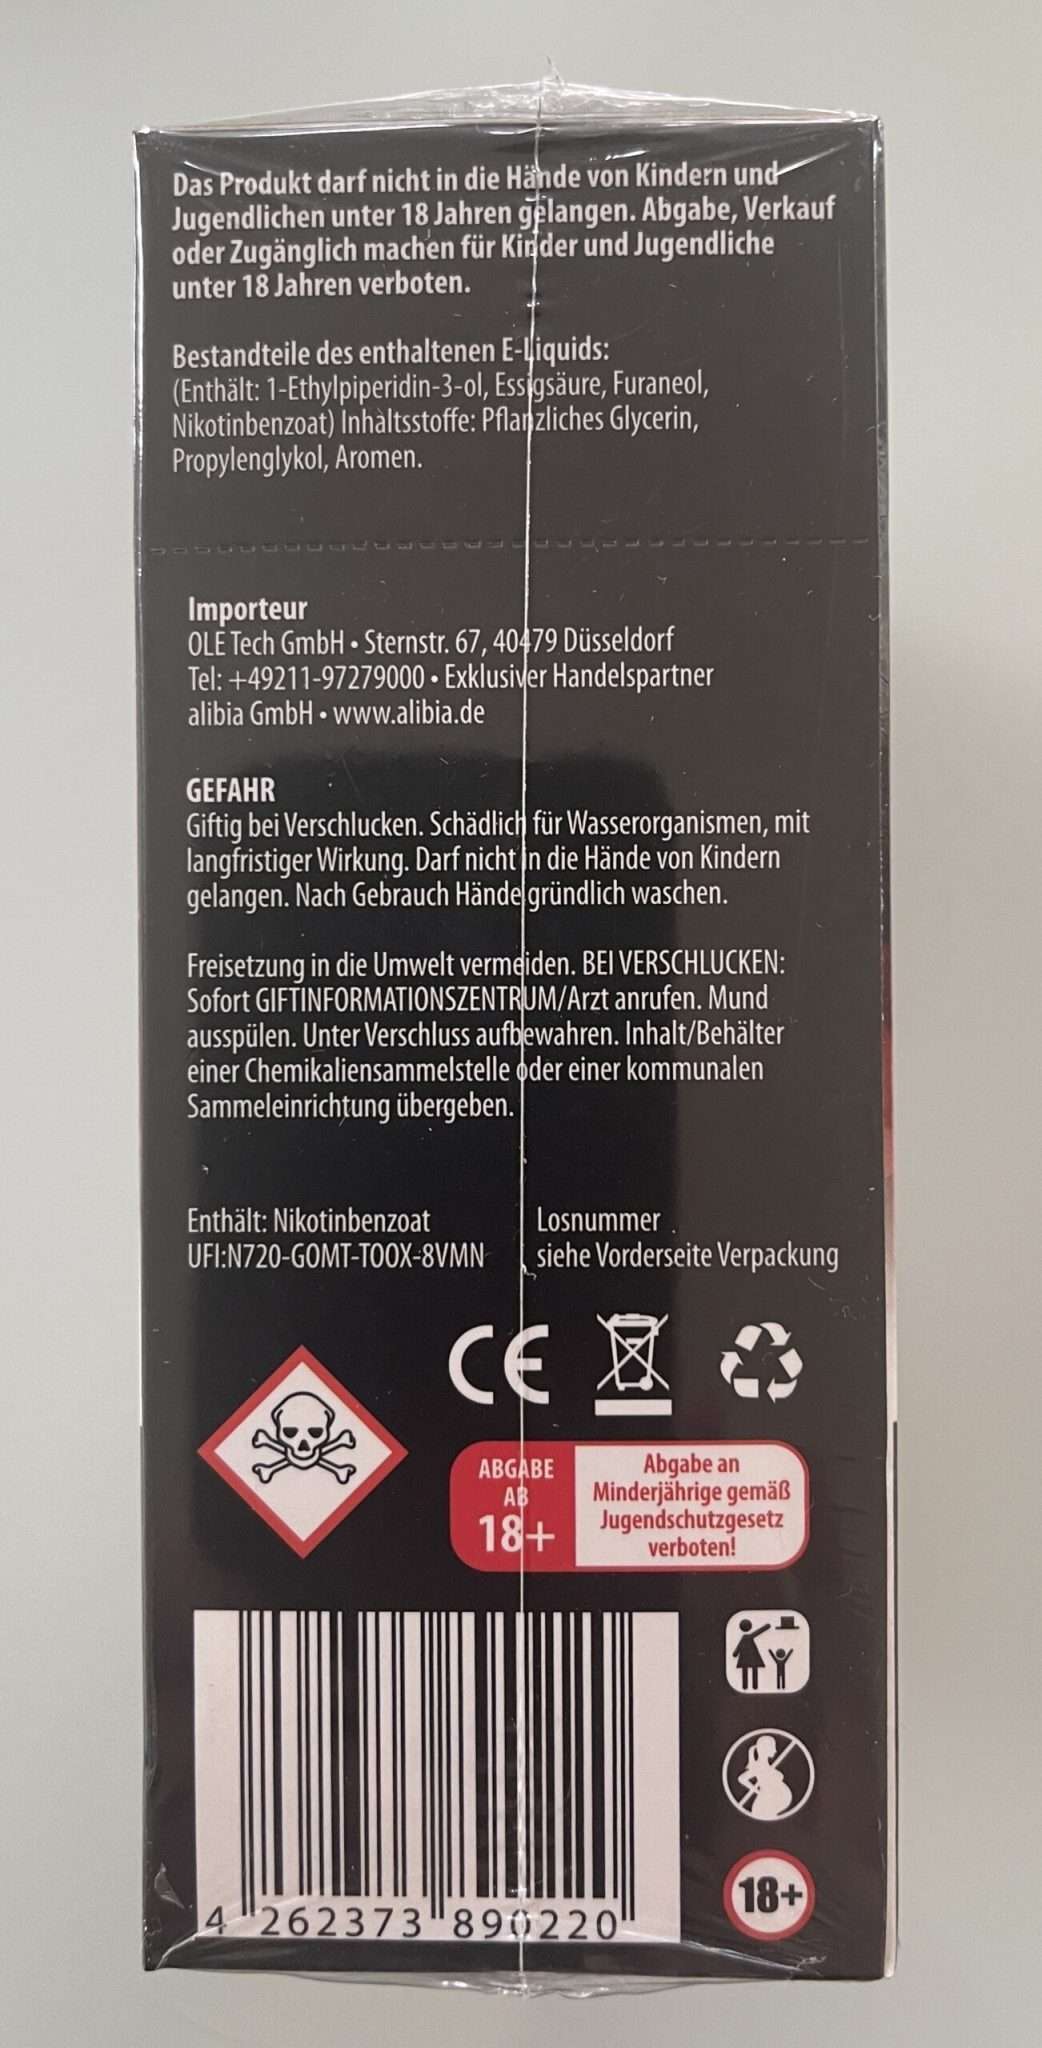 Das Produkt darf nicht in die Hände von Kindern und
Jugendlichen unter 18 Jahren gelangen. Abgabe, Verkauf
oder Zugänglich machen für Kinder und Jugendliche
unter 18 Jahren verboten.
Bestandteile des enthaltenen E-Liquids:
(Enthält: 1-Ethylpiperidin-3-ol, Essigsäure, Furaneol,
Nikotinbenzoat) Inhaltsstoffe: Pflanzliches Glycerin,
Propylenglykol, Aromen.
Importeur
OLE Tech GmbH • Sternstr. 67, 40479 Düsseldorf
Tel: +49211-97279000 • Exklusiver Handelspartner
alibia GmbH • www.alibia.de
GEFAHR
Giftig bei Verschlucken. Schädlich für Wasserorganismen, mit
langfristiger Wirkung. Darf nicht in die Hände von Kindern
gelangen. Nach Gebrauch Hände gründlich waschen.
Freisetzung in die Umwelt vermeiden. BEI VERSCHLUCKEN:
Sofort GIFTINFORMATIONSZENTRUM/Arzt anrufen. Mund
ausspülen. Unter Verschluss aufbewahren. Inhalt/Behälter
einer Chemikaliensammelstelle oder einer kommunalen
Sammeleinrichtung übergeben.
Enthält: Nikotinbenzoat
UFI:N720-G0MT-T00X-8VMN
Losnummer
siehe Vorderseite Verpackung
CE
ABGABE
AB
18+
Abgabe an
Minderjährige gemäß
Jugendschutzgesetz
verboten!
4 262373 890220
18+